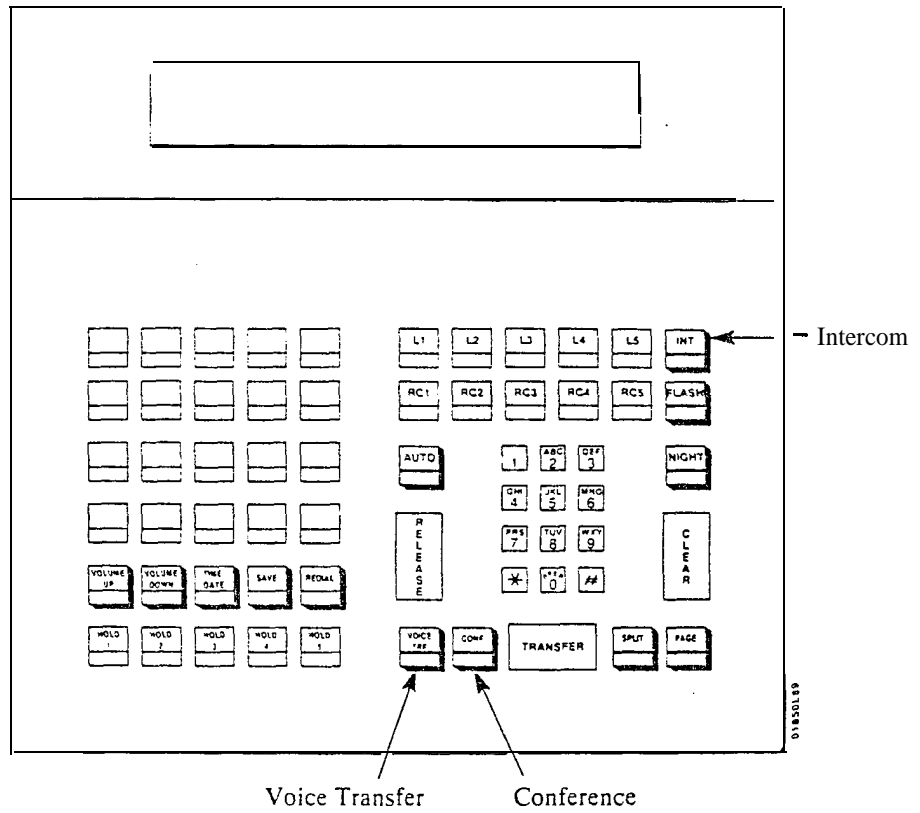 L1 L2 L3 L4 L5 INT
Intercom
RC1 RC2 RC3 RC4 RC5 FLASH
AUTO
1 ABC 2 DEF 3
NIGHT
GHI 4 JKL 5 MNO 6
RELEASE
PRS 7 TUV 8 WXY 9
CLEAR
VOLUME UP VOLUME DOWN TIME DATE SAVE REDIAL
* OPER 0 #
HOLD 1 HOLD 2 HOLD 3 HOLD 4 HOLD 5
VOICE TRF CONF TRANSFER SPLIT PAGE
Voice Transfer
Conference